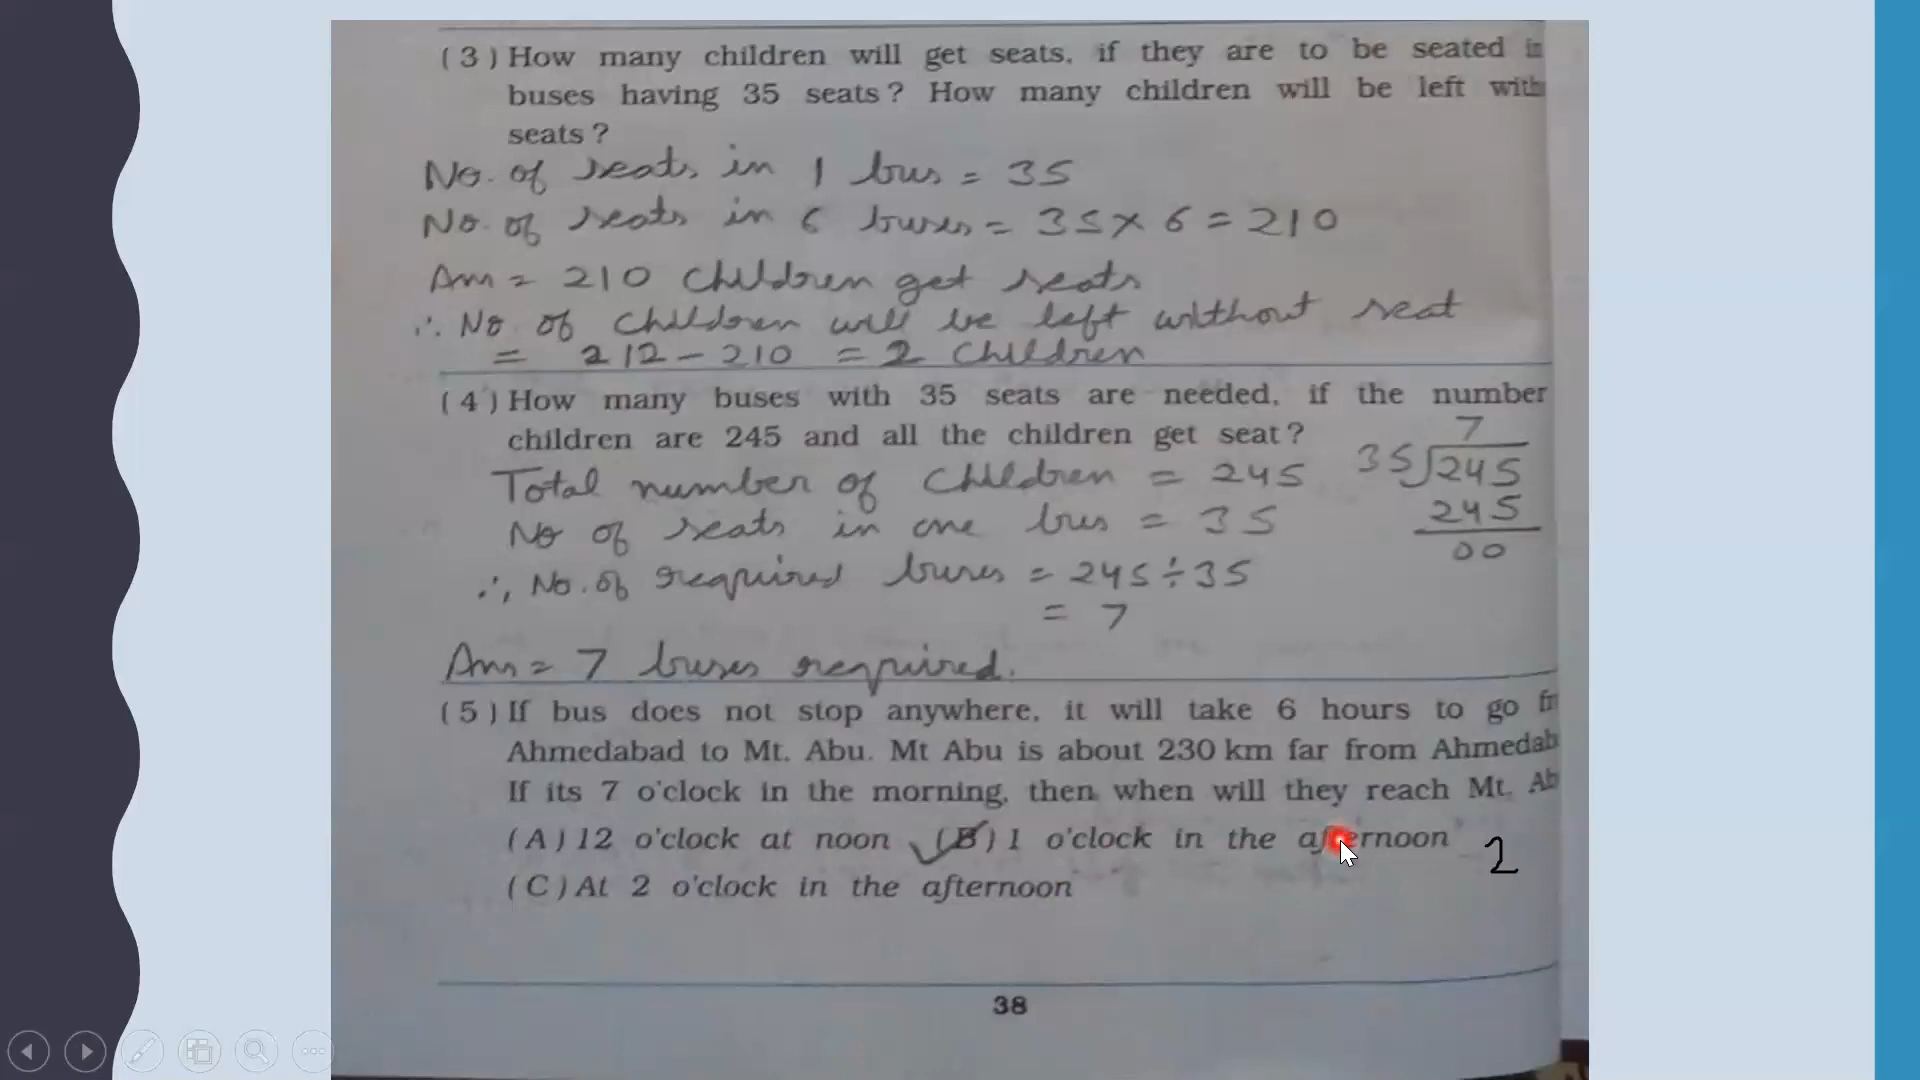 (3) How many children will get seats, if they are to be seated in
buses having 35 seats? How many children will be left with
seats?
No. of seats in 1 bus = 35
No. of seats in 6 buses = 35 × 6 = 210
Ans = 210 children get seats
∴ No of children will be left without seat
= 212 - 210 = 2 children
(4) How many buses with 35 seats are needed, if the number
children are 245 and all the children get seat?
7
35)245
245
00
Total number of children = 245
No of seats in one bus = 35
∴ No. of required buses = 245 ÷ 35
= 7
Ans = 7 buses required.
(5) If bus does not stop anywhere, it will take 6 hours to go fr
Ahmedabad to Mt. Abu. Mt Abu is about 230 km far from Ahmedab
If its 7 o'clock in the morning, then when will they reach Mt. Ab
(A) 12 o'clock at noon (B) 1 o'clock in the afternoon 2
(C) At 2 o'clock in the afternoon
38